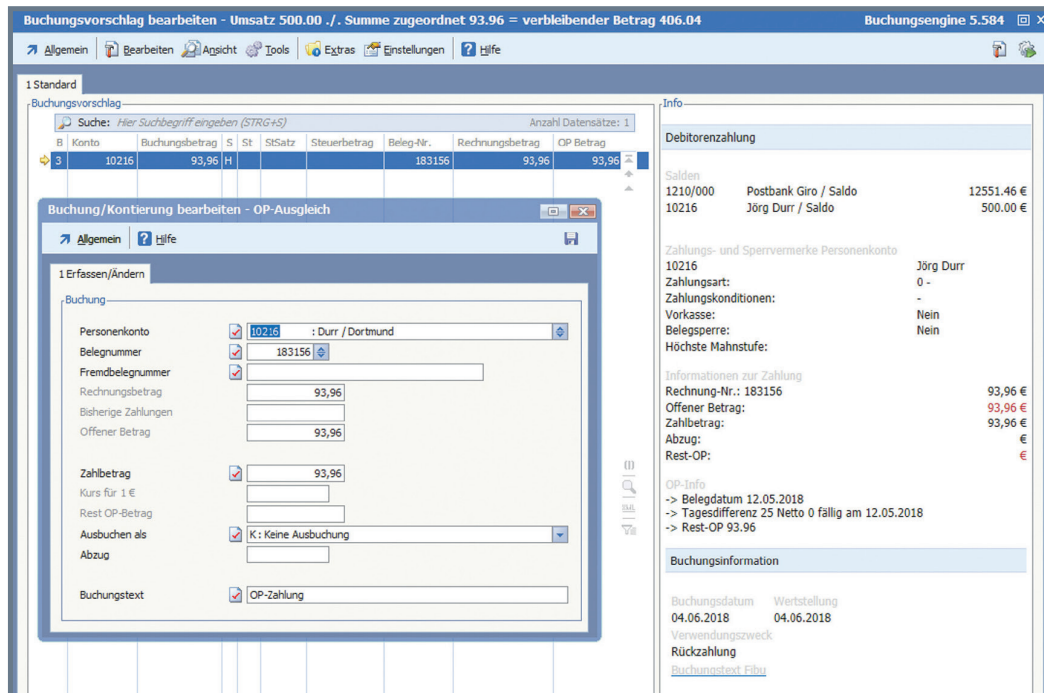 Buchungsvorschlag bearbeiten - Umsatz 500.00 ./. Summe zugeordnet 93.96 = verbleibender Betrag 406.04 Buchungsengine 5.584
Allgemein Bearbeiten Ansicht Tools Extras Einstellungen Hilfe
1 Standard
Buchungsvorschlag
Suche: Hier Suchbegriff eingeben (STRG+S) Anzahl Datensätze: 1
B Konto Buchungsbetrag S St StSatz Steuerbetrag Beleg-Nr. Rechnungsbetrag OP Betrag
3 10216 93,96 H 183156 93,96 93,96
Buchung/Kontierung bearbeiten - OP-Ausgleich
Allgemein Hilfe
1 Erfassen/Ändern
Buchung
Personenkonto 10216 : Durr / Dortmund
Belegnummer 183156
Fremdbelegnummer
Rechnungsbetrag 93,96
Bisherige Zahlungen
Offener Betrag 93,96
Zahlbetrag 93,96
Kurs für 1 €
Rest OP-Betrag
Ausbuchen als K : Keine Ausbuchung
Abzug
Buchungstext OP-Zahlung
Info
Debitorenzahlung
Salden
1210/000 Postbank Giro / Saldo 12551.46 €
10216 Jörg Durr / Saldo 500.00 €
Zahlungs- und Sperrvermerke Personenkonto
10216 Jörg Durr
Zahlungsart: 0 -
Zahlungskonditionen: -
Vorkasse: Nein
Belegsperre: Nein
Höchste Mahnstufe:
Informationen zur Zahlung
Rechnung-Nr.: 183156 93,96 €
Offener Betrag: 93,96 €
Zahlbetrag: 93,96 €
Abzug: €
Rest-OP: €
OP-Info
-> Belegdatum 12.05.2018
-> Tagesdifferenz 25 Netto 0 fällig am 12.05.2018
-> Rest-OP 93.96
Buchungsinformation
Buchungsdatum Wertstellung
04.06.2018 04.06.2018
Verwendungszweck
Rückzahlung
Buchungstext Fibu